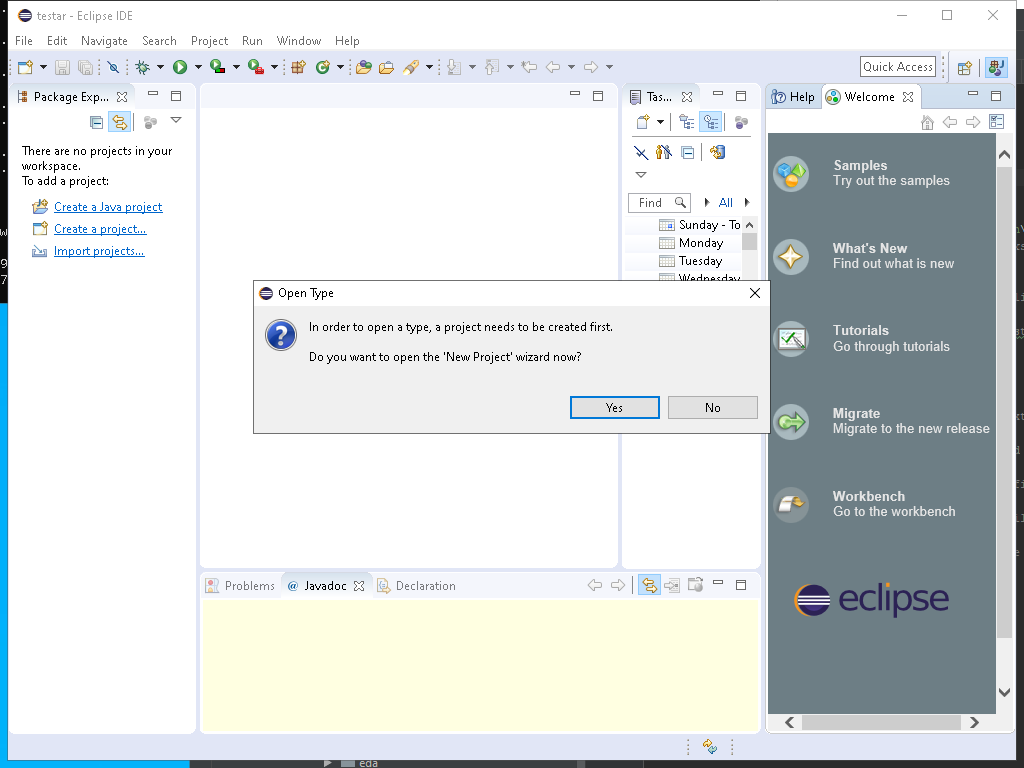 testar - Eclipse IDE
File Edit Navigate Search Project Run Window Help
Quick Access
Package Exp...
There are no projects in your
workspace.
To add a project:
Create a Java project
Create a project...
Import projects...
Tas...
Find
All
Sunday - To
Monday
Tuesday
Wednesday
Help
Welcome
Samples
Try out the samples
What's New
Find out what is new
Tutorials
Go through tutorials
Migrate
Migrate to the new release
Workbench
Go to the workbench
eclipse
Open Type
In order to open a type, a project needs to be created first.
Do you want to open the 'New Project' wizard now?
Yes
No
Problems
@ Javadoc
Declaration
eda